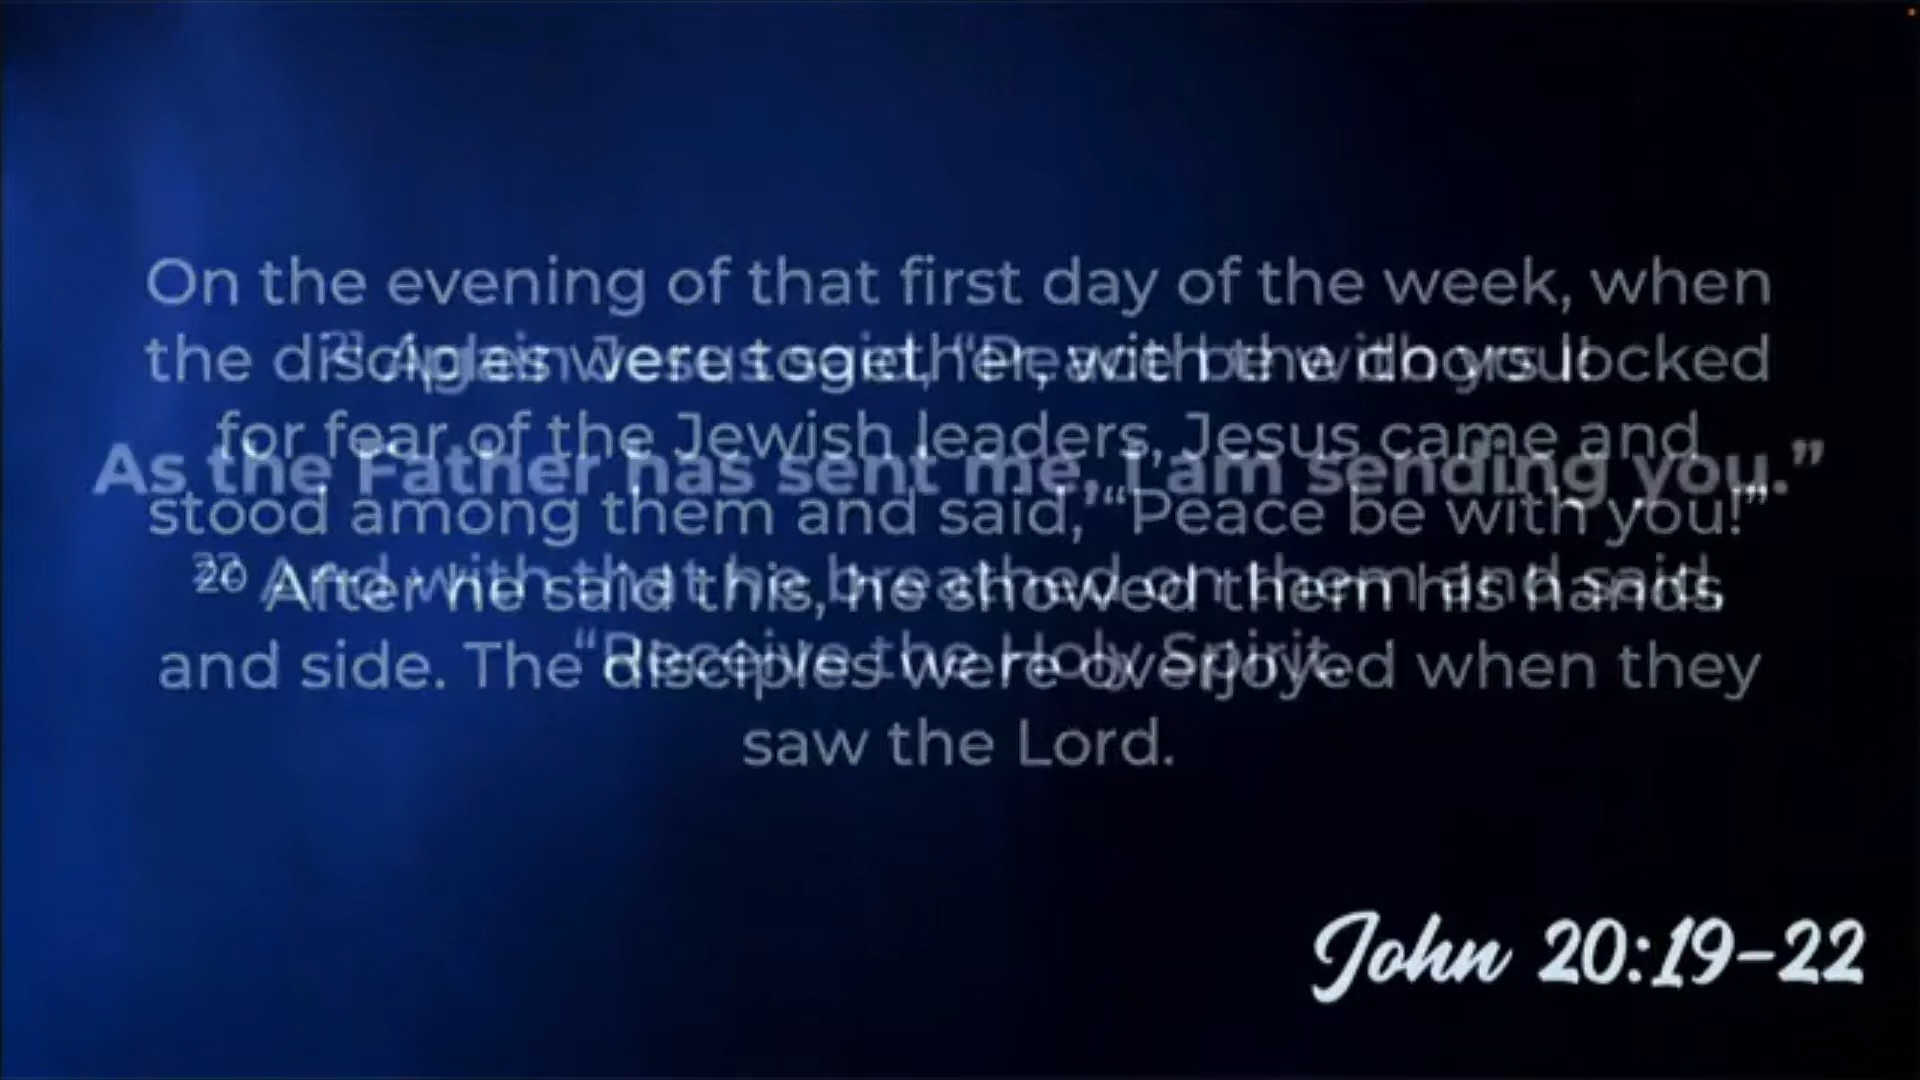 On the evening of that first day of the week, when
the disciples were together, with the doors locked
for fear of the Jewish leaders, Jesus came and
stood among them and said, “Peace be with you!”
20 After he said this, he showed them his hands
and side. The disciples were overjoyed when they
saw the Lord.
21 Again Jesus said, “Peace be with you!
As the Father has sent me, I am sending you.”
22 And with that he breathed on them and said,
“Receive the Holy Spirit.
John 20:19-22